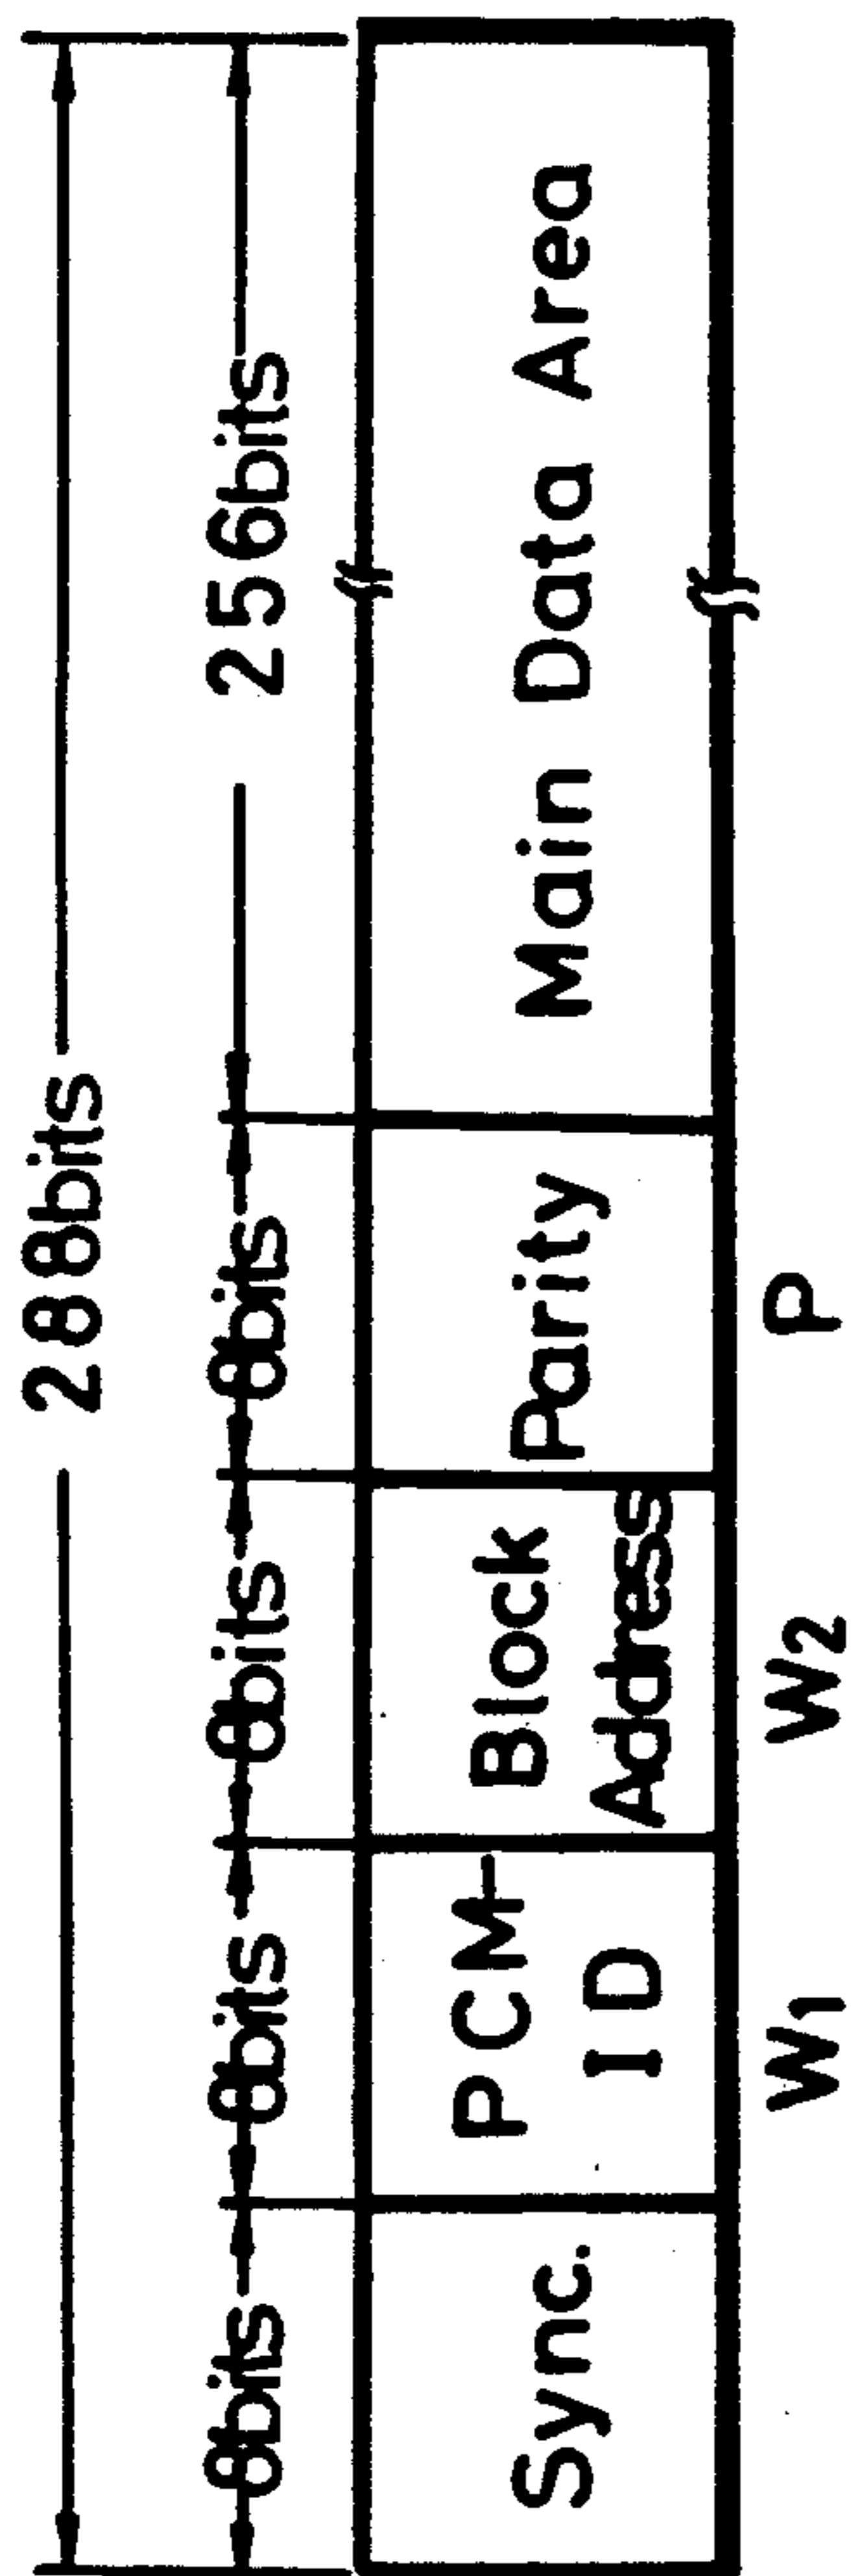 288bits
8bits 8bits 8bits 8bits 256bits
Sync.
PCM-
ID
Block
Address
Parity
Main Data Area
W1 W2 P